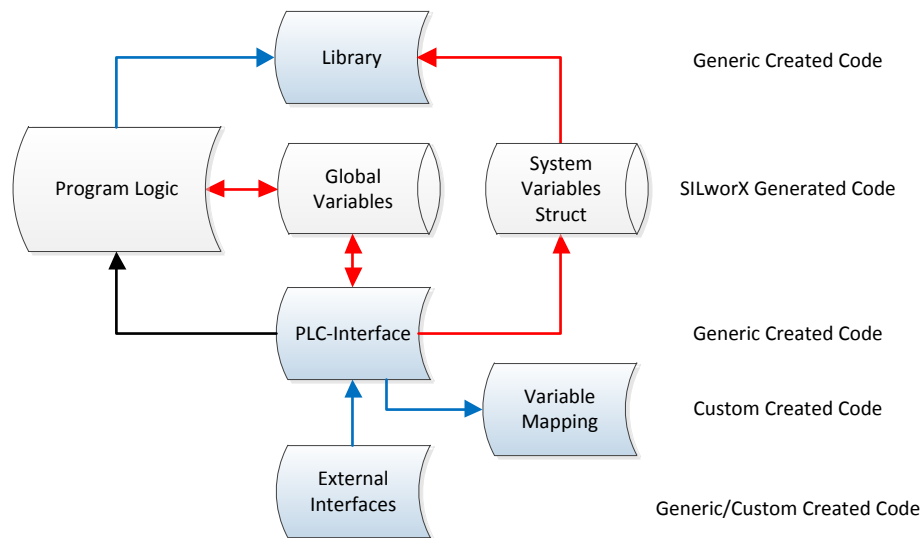 Library
Generic Created Code
Program Logic
Global
Variables
System
Variables
Struct
SILworX Generated Code
PLC-Interface
Generic Created Code
Variable
Mapping
Custom Created Code
External
Interfaces
Generic/Custom Created Code